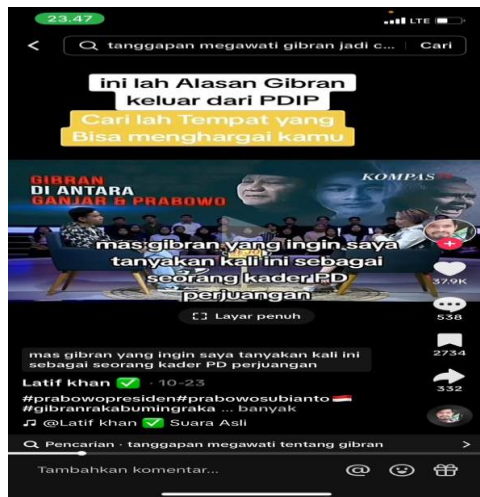 23.47
LTE
tanggapan megawati gibran jadi c...
Cari
ini lah Alasan Gibran
keluar dari PDIP
Cari lah Tempat yang
Bisa menghargai kamu
GIBRAN
DI ANTARA
GANJAR & PRABOWO
KOMPAS
mas gibran yang ingin saya
tanyakan kali ini sebagai
seorang kader PD
perjuangan
Layar penuh
37.9K
538
2734
332
mas gibran yang ingin saya tanyakan kali ini
sebagai seorang kader PD perjuangan
Latif khan ✅ · 10-23
#prabowopresiden#prabowosubianto🇮🇩
#gibranrakabumingraka ... banyak
♫ @Latif khan ✅ Suara Asli
Pencarian · tanggapan megawati tentang gibran >
Tambahkan komentar...